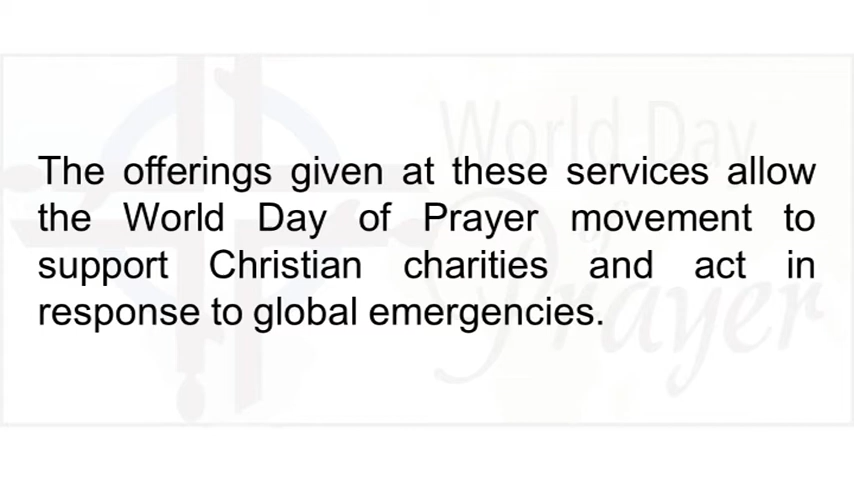 World Day
of
Prayer
The offerings given at these services allow
the World Day of Prayer movement to
support Christian charities and act in
response to global emergencies.